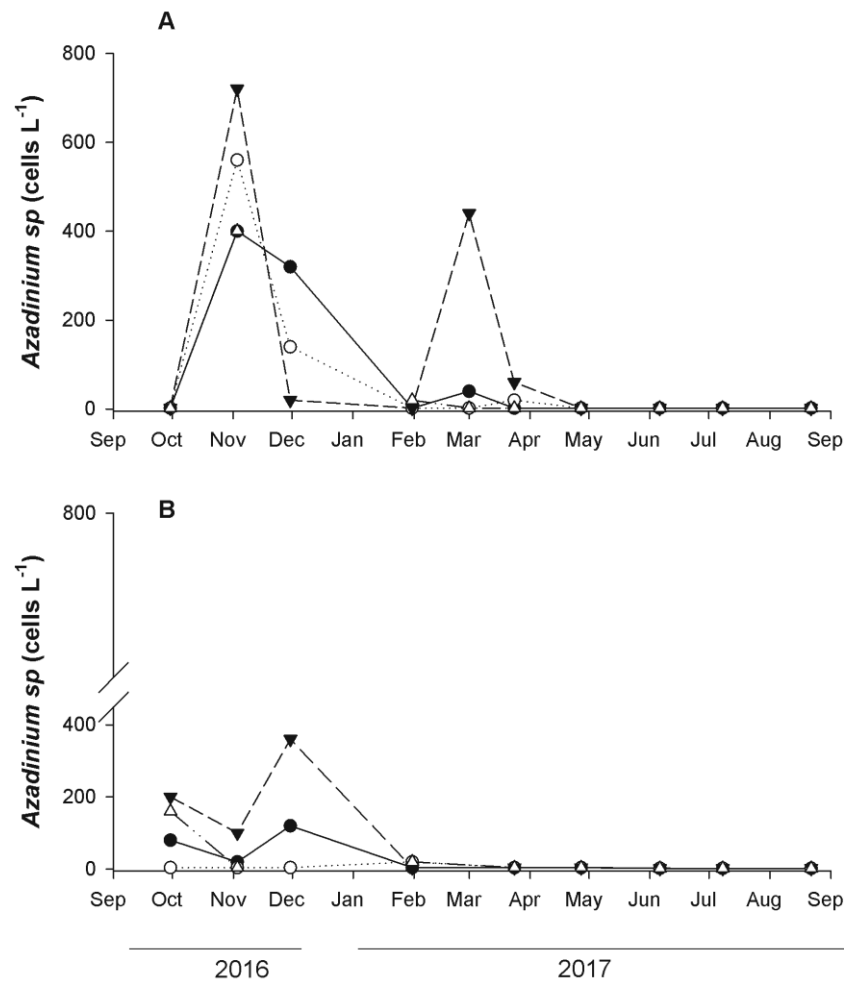 A
800
600
400
200
0
Azadinium sp (cells L⁻¹)
Sep Oct Nov Dec Jan Feb Mar Apr May Jun Jul Aug Sep
B
800
400
200
0
Azadinium sp (cells L⁻¹)
Sep Oct Nov Dec Jan Feb Mar Apr May Jun Jul Aug Sep
2016 2017